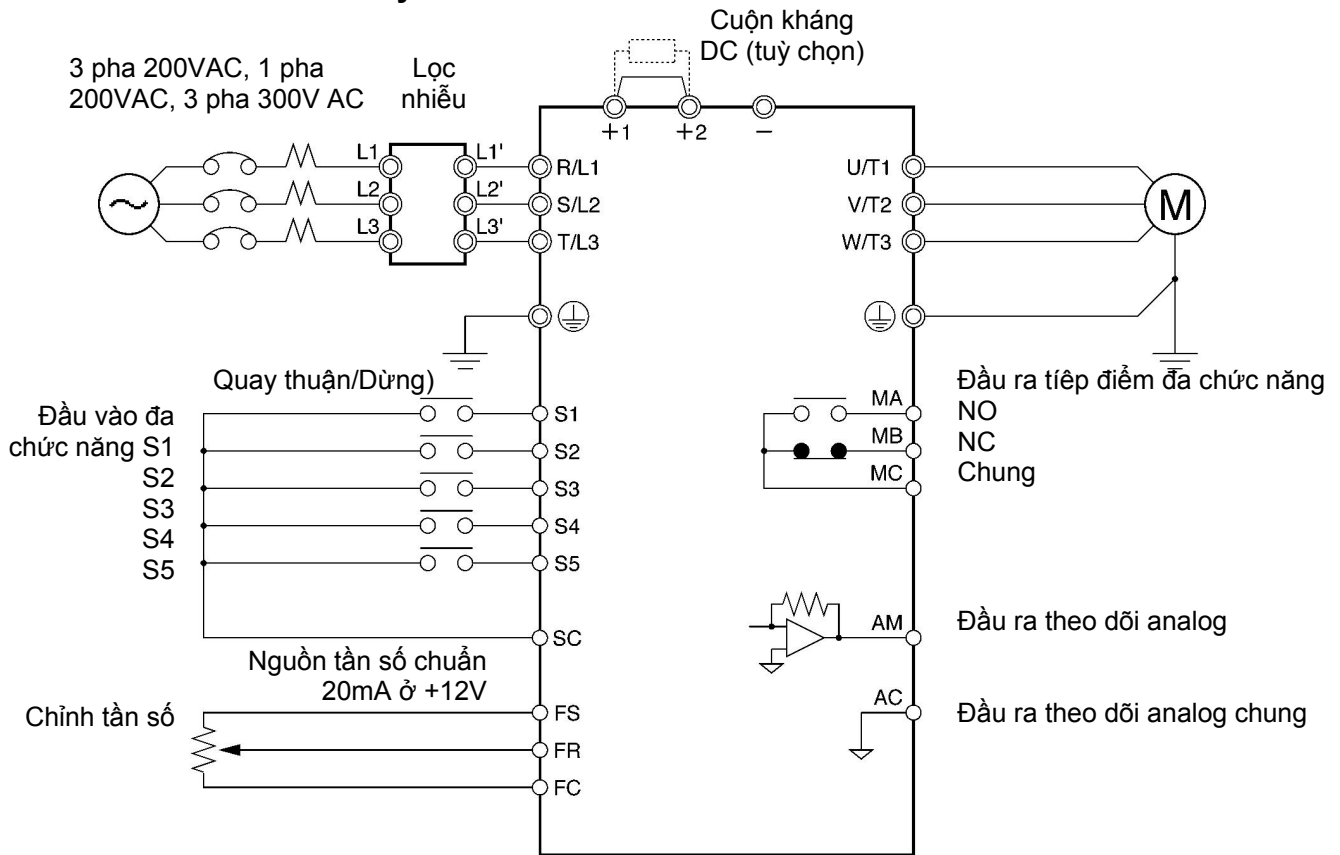 Cuộn kháng
DC (tuỳ chọn)
3 pha 200VAC, 1 pha
200VAC, 3 pha 300V AC
Lọc
nhiễu
+1
+2
−
L1
L1'
R/L1
U/T1
L2
L2'
S/L2
V/T2
M
L3
L3'
T/L3
W/T3
Quay thuận/Dừng)
Đầu vào đa
chức năng S1
S2
S3
S4
S5
S1
S2
S3
S4
S5
SC
MA
MB
MC
Đầu ra tíêp điểm đa chức năng
NO
NC
Chung
AM
Đầu ra theo dõi analog
Nguồn tần số chuẩn
20mA ở +12V
AC
Đầu ra theo dõi analog chung
Chỉnh tần số
FS
FR
FC